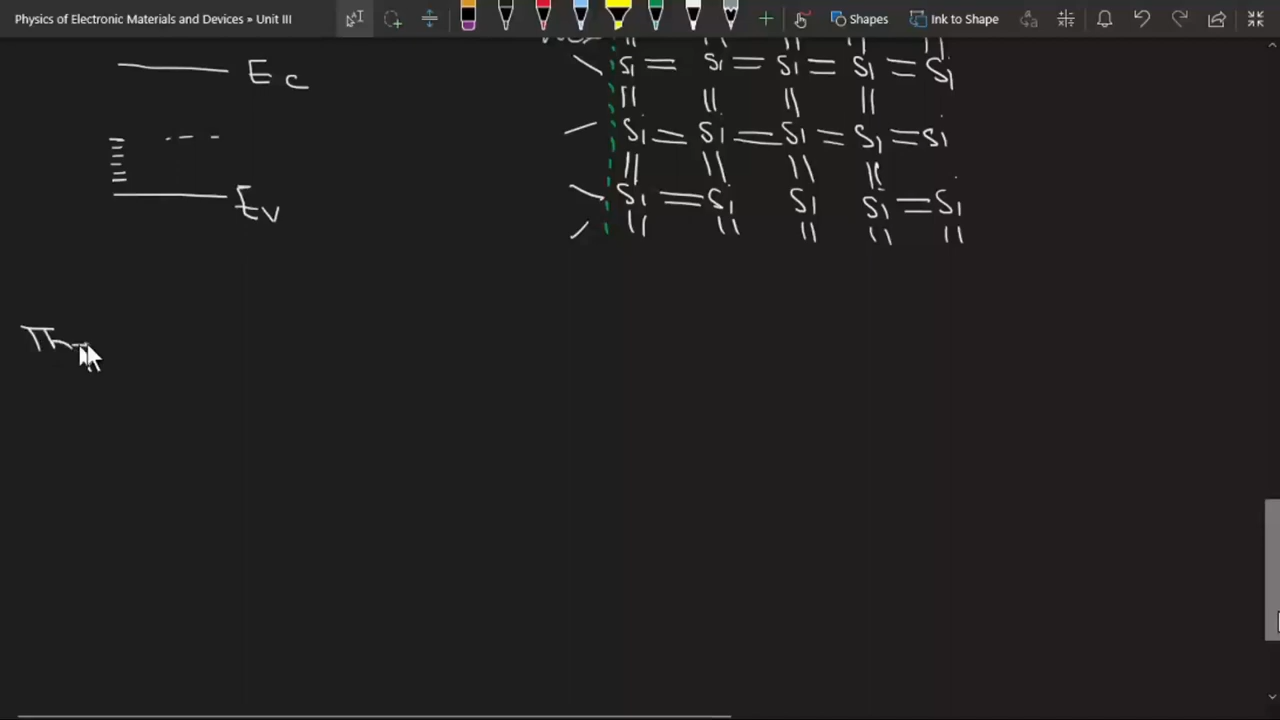 Physics of Electronic Materials and Devices » Unit III
Shapes
Ink to Shape
Ec
Si = Si = Si = Si = Si
Si = Si = Si = Si = Si
Ev
Si = Si Si Si = Si